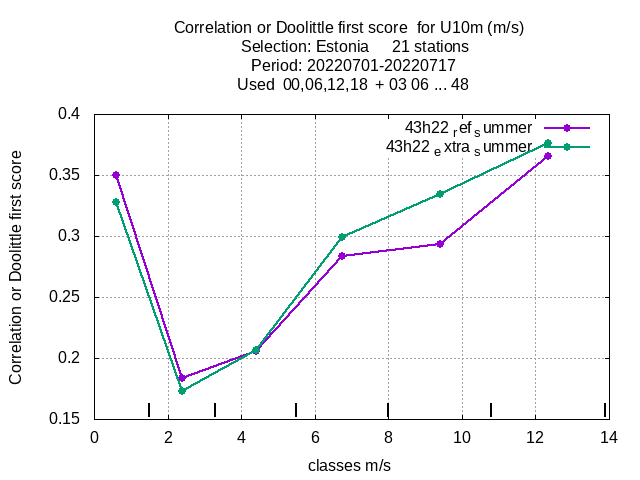 Correlation or Doolittle first score  for U10m (m/s)
Selection: Estonia     21 stations
Period: 20220701-20220717
Used  00,06,12,18  + 03 06 ... 48
0.4
0.35
0.3
0.25
0.2
0.15
0 2 4 6 8 10 12 14
Correlation or Doolittle first score
classes m/s
43h22 ref summer
43h22 extra summer